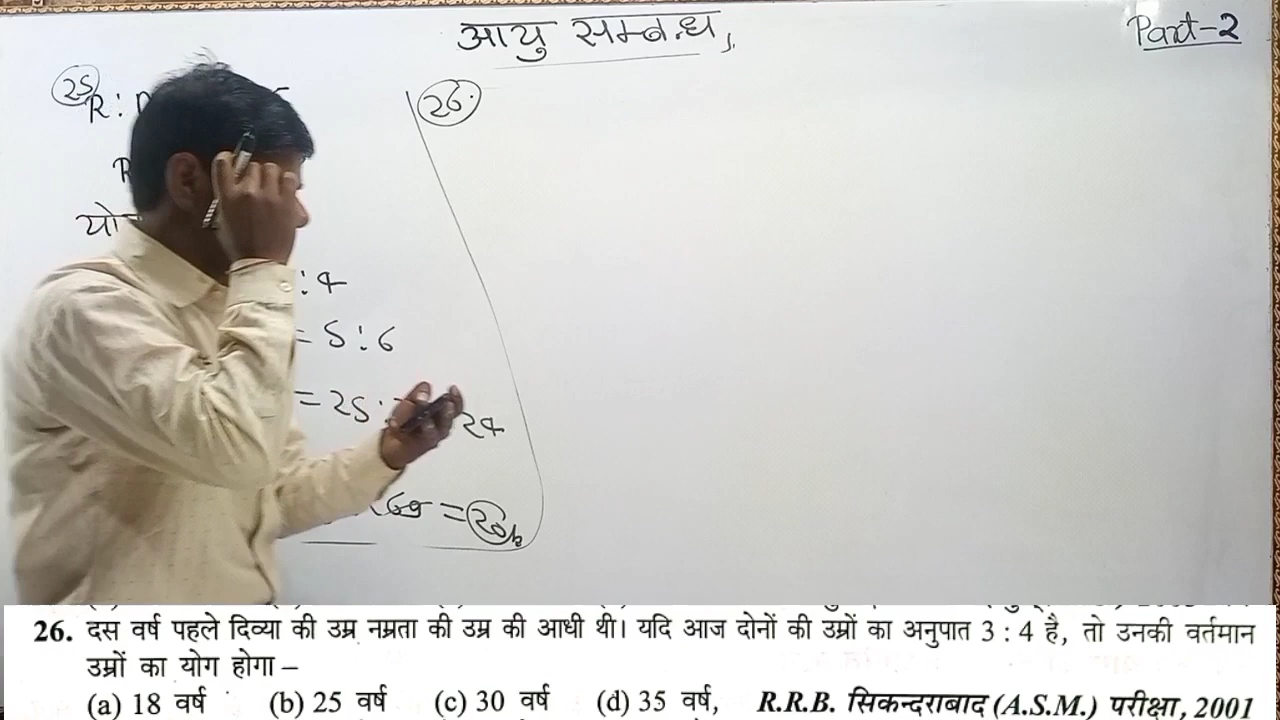 आयु सम्बन्ध,
Part-2
25
R:
26.
R
यो
:4
= 5:6
= 25:
24
= 20
26. दस वर्ष पहले दिव्या की उम्र नम्रता की उम्र की आधी थी। यदि आज दोनों की उम्रों का अनुपात 3 : 4 है, तो उनकी वर्तमान
उम्रों का योग होगा –
(a) 18 वर्ष (b) 25 वर्ष (c) 30 वर्ष (d) 35 वर्ष, R.R.B. सिकन्दराबाद (A.S.M.) परीक्षा, 2001